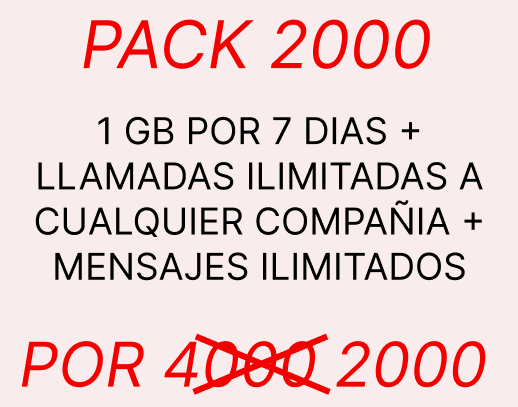 PACK 2000
1 GB POR 7 DIAS +
LLAMADAS ILIMITADAS A
CUALQUIER COMPAÑIA +
MENSAJES ILIMITADOS
POR 4000 2000